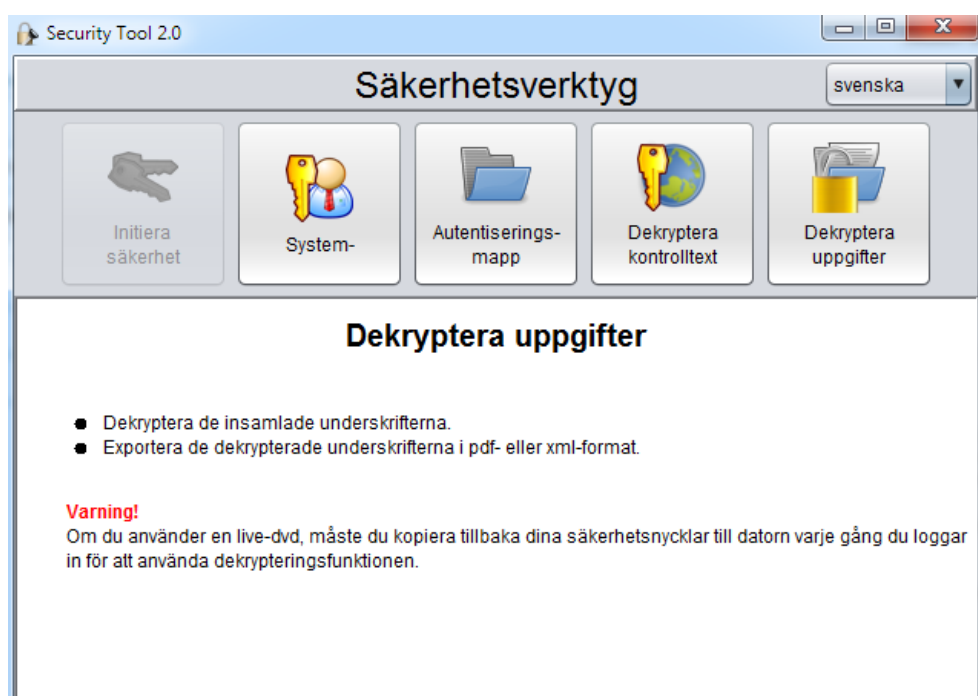 Security Tool 2.0
Säkerhetsverktyg
svenska
Initiera
säkerhet
System-
Autentiserings-
mapp
Dekryptera
kontrolltext
Dekryptera
uppgifter
Dekryptera uppgifter
Dekryptera de insamlade underskrifterna.
Exportera de dekrypterade underskrifterna i pdf- eller xml-format.
Varning!
Om du använder en live-dvd, måste du kopiera tillbaka dina säkerhetsnycklar till datorn varje gång du loggar
in för att använda dekrypteringsfunktionen.